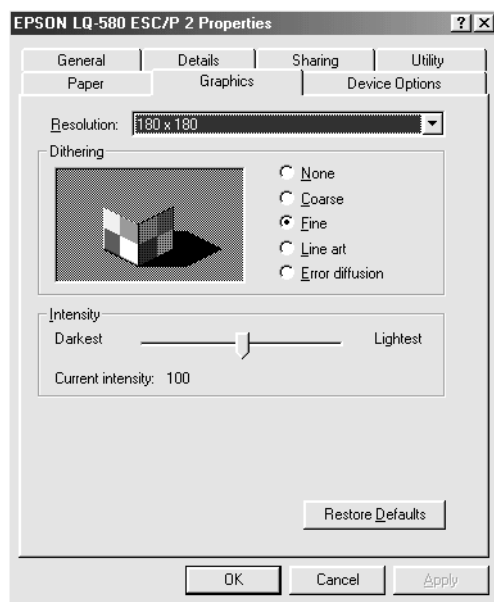 EPSON LQ-580 ESC/P 2 Properties
General Details Sharing Utility
Paper Graphics Device Options
Resolution: 180 x 180
Dithering
None
Coarse
Fine
Line art
Error diffusion
Intensity
Darkest Lightest
Current intensity: 100
Restore Defaults
OK Cancel Apply